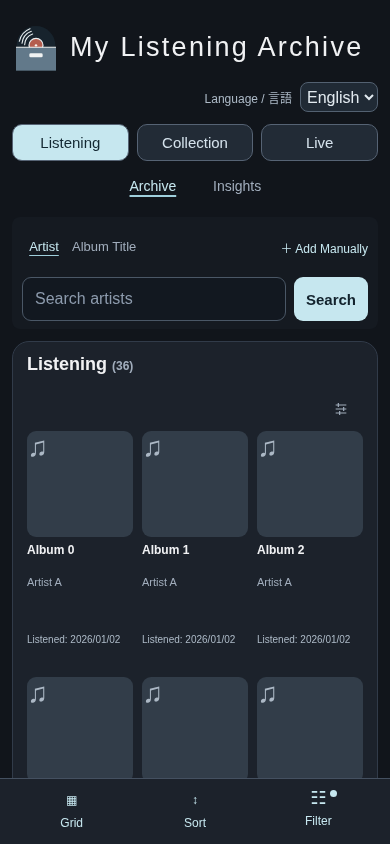 My Listening Archive
Language / 言語 English
Listening Collection Live
Archive Insights
Artist Album Title + Add Manually
Search artists Search
Listening (36)
Album 0 Album 1 Album 2
Artist A Artist A Artist A
Listened: 2026/01/02 Listened: 2026/01/02 Listened: 2026/01/02
Grid Sort Filter